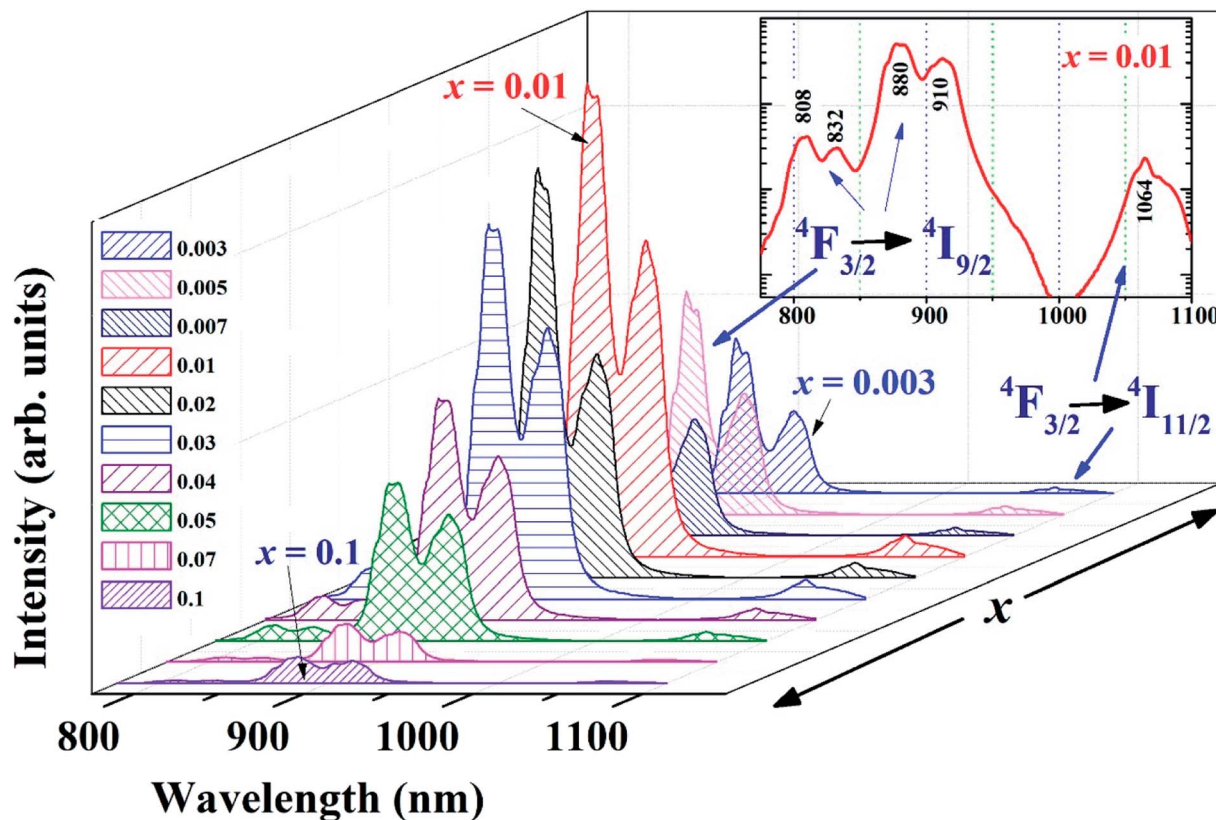 x = 0.01
0.003
0.005
0.007
0.01
0.02
0.03
0.04
0.05
0.07
0.1
x = 0.1
x = 0.003
Intensity (arb. units)
x
800 900 1000 1100
Wavelength (nm)
x = 0.01
808
832
880
910
1064
⁴F₃/₂ ⁴I₉/₂
800 900 1000 1100
⁴F₃/₂ ⁴I₁₁/₂